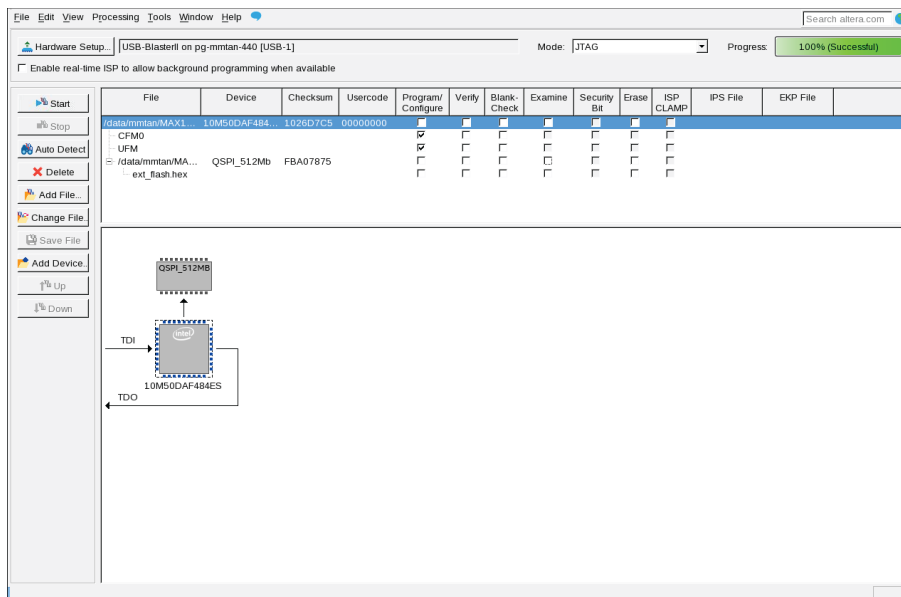 File Edit View Processing Tools Window Help
Search altera.com
Hardware Setup... USB-BlasterII on pg-mmtan-440 [USB-1] Mode: JTAG Progress: 100% (Successful)
Enable real-time ISP to allow background programming when available
Start
Stop
Auto Detect
Delete
Add File...
Change File..
Save File
Add Device..
Up
Down
File Device Checksum Usercode Program/ Configure Verify Blank- Check Examine Security Bit Erase ISP CLAMP IPS File EKP File
/data/mmtan/MAX1... 10M50DAF484... 1026D7C5 00000000
CFM0
UFM
/data/mmtan/MA... QSPI_512Mb FBA07875
ext_flash.hex
QSPI_512MB
intel
TDI
10M50DAF484ES
TDO